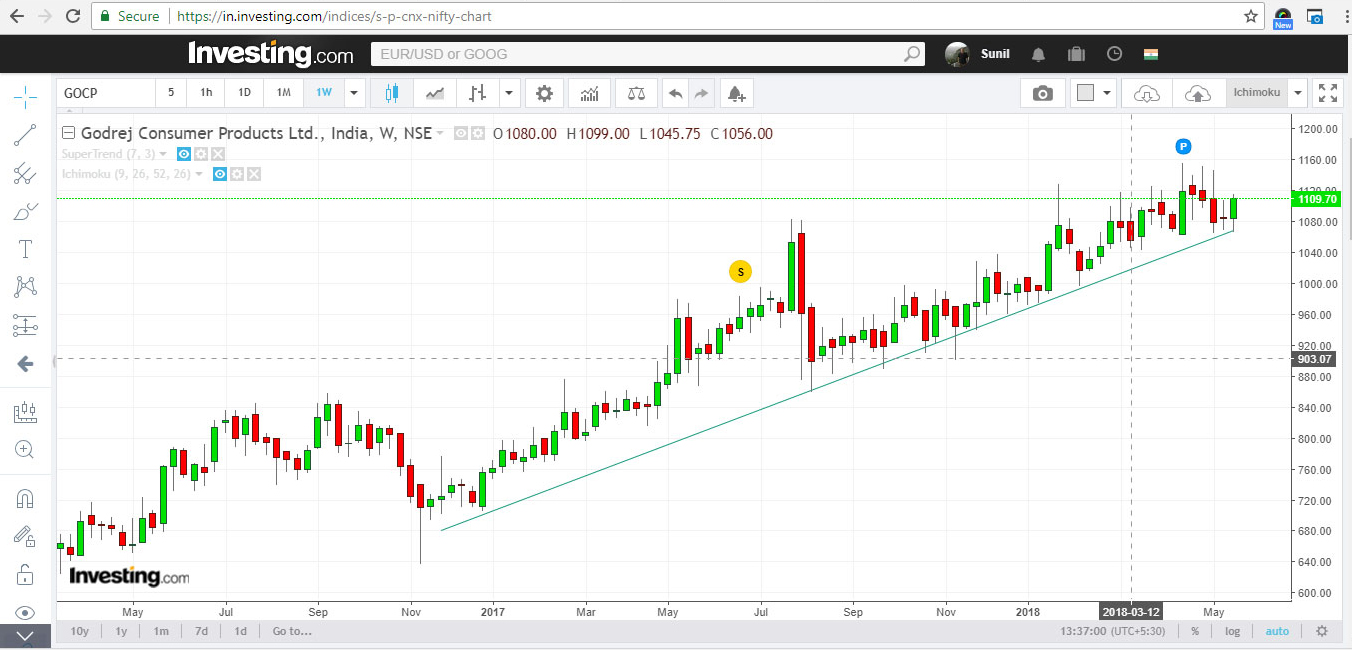 Secure https://in.investing.com/indices/s-p-cnx-nifty-chart
New
Investing.com EUR/USD or GOOG Sunil
GOCP 5 1h 1D 1M 1W Ichimoku
Godrej Consumer Products Ltd., India, W, NSE O 1080.00 H 1099.00 L 1045.75 C 1056.00
SuperTrend (7, 3)
Ichimoku (9, 26, 52, 26)
P
S
1200.00
1160.00
1120.00
1109.70
1080.00
1040.00
1000.00
960.00
920.00
903.07
880.00
840.00
800.00
760.00
720.00
680.00
640.00
600.00
Investing.com
May Jul Sep Nov 2017 Mar May Jul Sep Nov 2018 2018-03-12 May
10y 1y 1m 7d 1d Go to... 13:37:00 (UTC+5:30) % log auto